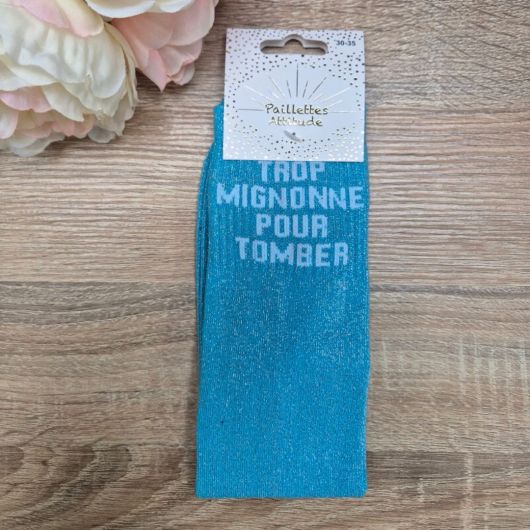 30-35
Paillettes
Attitude
TROP
MIGNONNE
POUR
TOMBER